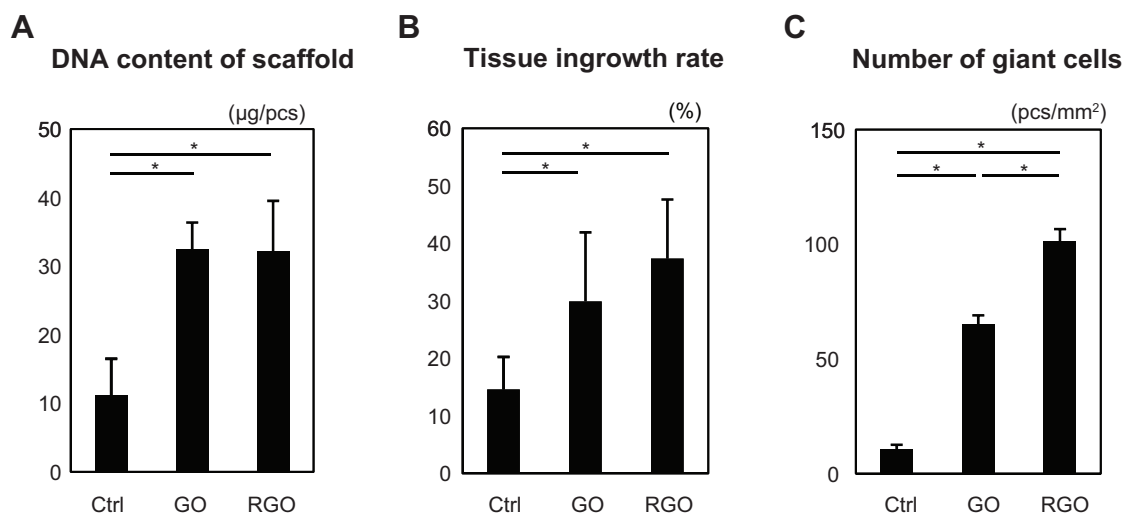 A
DNA content of scaffold
(µg/pcs)
50
40
30
20
10
0
*
*
Ctrl GO RGO
B
Tissue ingrowth rate
(%)
60
50
40
30
20
10
0
*
*
Ctrl GO RGO
C
Number of giant cells
(pcs/mm²)
150
100
50
0
*
* *
Ctrl GO RGO